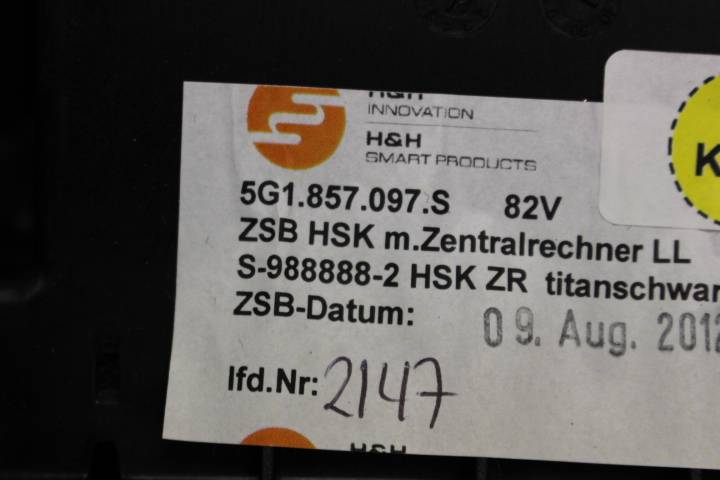 H&H
INNOVATION
H&H
SMART PRODUCTS
K
5G1.857.097.S 82V
ZSB HSK m.Zentralrechner LL
S-988888-2 HSK ZR titanschwar
ZSB-Datum: 09. Aug. 2012
lfd.Nr: 2147
H&H